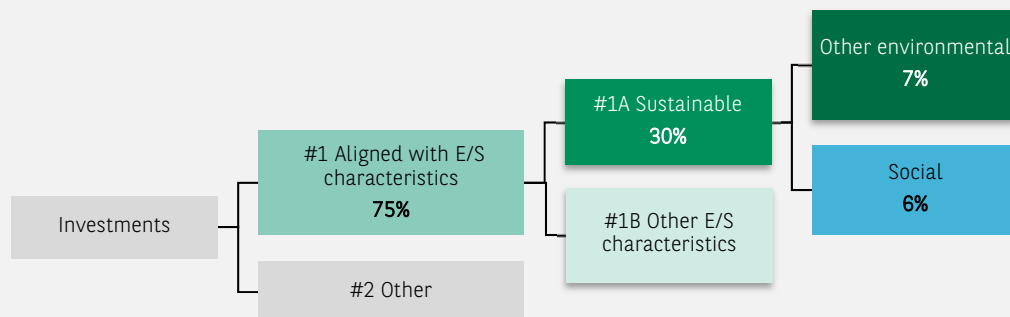 Other environmental
7%
#1A Sustainable
30%
#1 Aligned with E/S
characteristics
75%
Social
6%
Investments
#1B Other E/S
characteristics
#2 Other